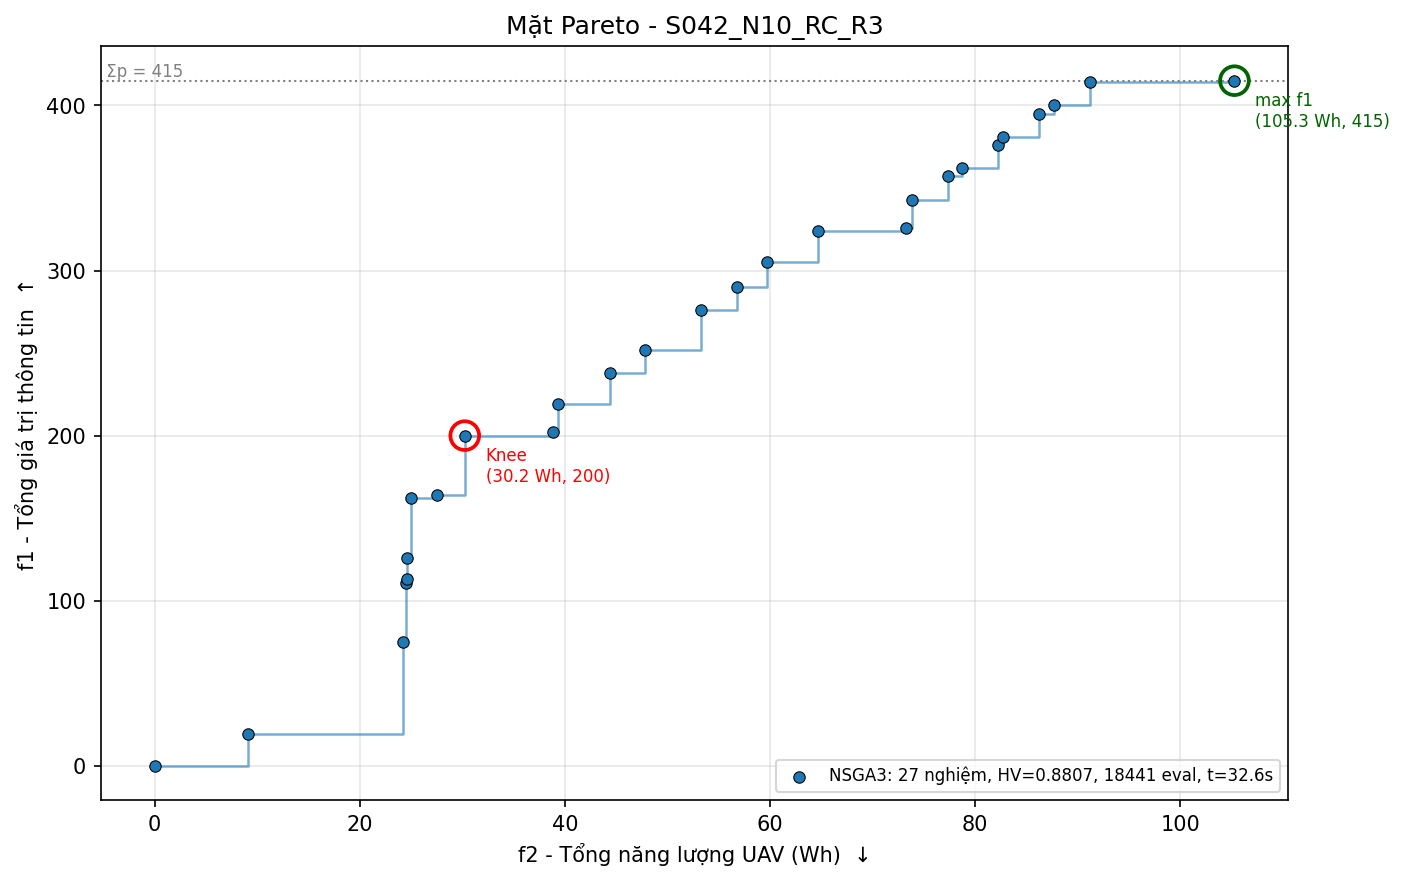 Mặt Pareto - S042_N10_RC_R3
Σp = 415
max f1
(105.3 Wh, 415)
Knee
(30.2 Wh, 200)
400
300
200
100
0
f1 - Tổng giá trị thông tin ↑
NSGA3: 27 nghiệm, HV=0.8807, 18441 eval, t=32.6s
0 20 40 60 80 100
f2 - Tổng năng lượng UAV (Wh) ↓